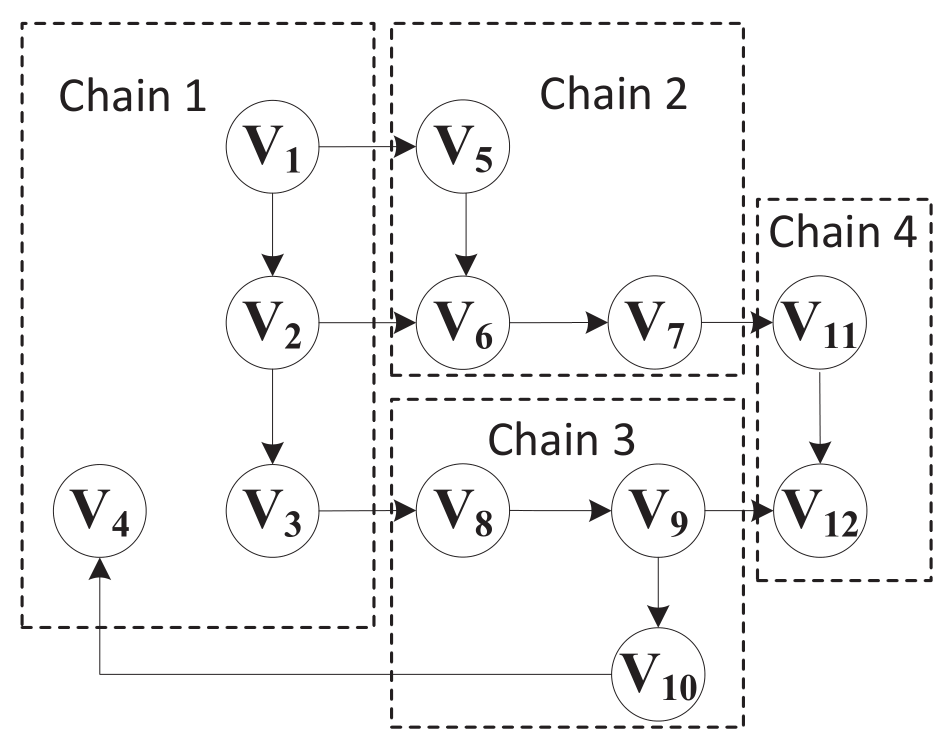 Chain 1
Chain 2
V1
V5
Chain 4
V2
V6
V7
V11
Chain 3
V4
V3
V8
V9
V12
V10